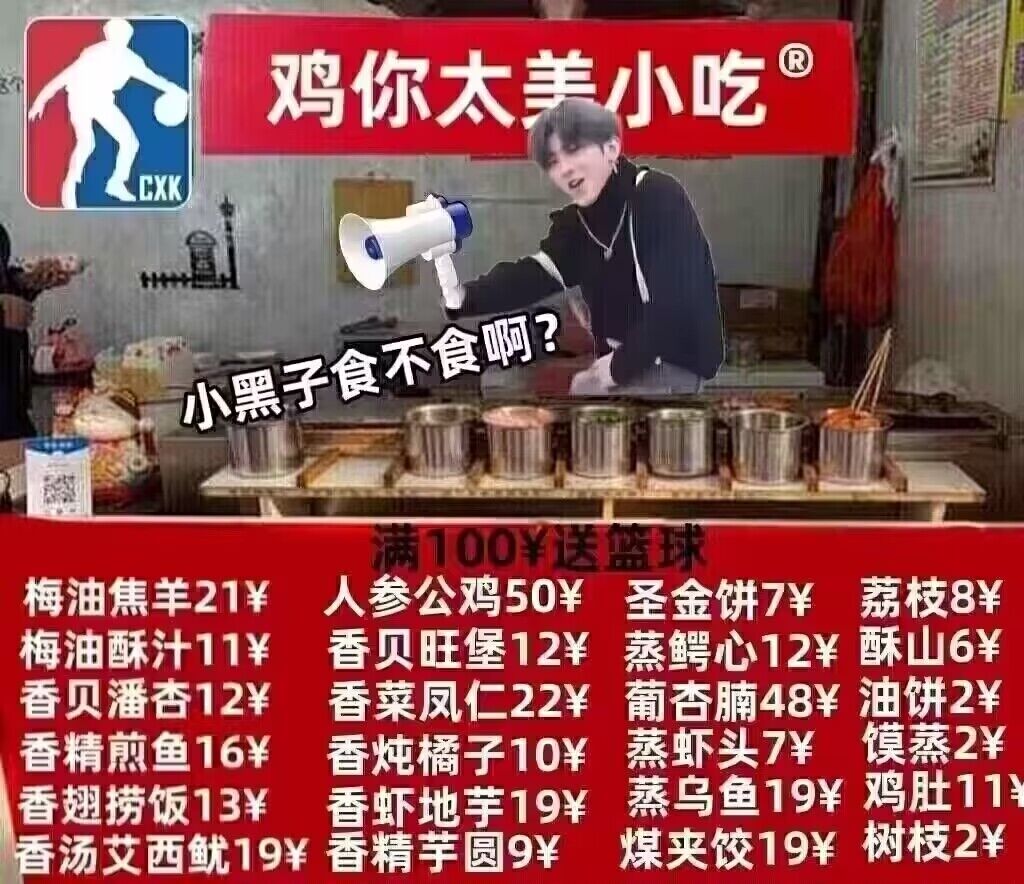 鸡你太美小吃®
CXK
小黑子食不食啊?
满100¥送篮球
梅油焦羊21¥ 人参公鸡50¥ 圣金饼7¥ 荔枝8¥
梅油酥汁11¥ 香贝旺堡12¥ 蒸鳄心12¥ 酥山6¥
香贝潘杏12¥ 香菜凤仁22¥ 葡杏腩48¥ 油饼2¥
香精煎鱼16¥ 香炖橘子10¥ 蒸虾头7¥ 馍蒸2¥
香翅捞饭13¥ 香虾地芋19¥ 蒸乌鱼19¥ 鸡肚11¥
香汤艾西鱿19¥ 香精芋圆9¥ 煤夹饺19¥ 树枝2¥